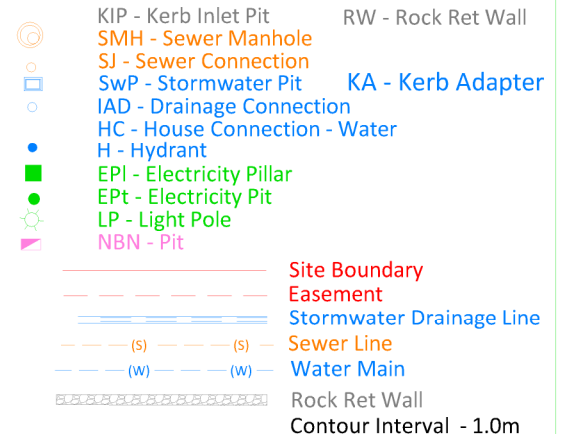 KIP - Kerb Inlet Pit
RW - Rock Ret Wall
SMH - Sewer Manhole
SJ - Sewer Connection
SwP - Stormwater Pit
KA - Kerb Adapter
IAD - Drainage Connection
HC - House Connection - Water
H - Hydrant
EPl - Electricity Pillar
EPt - Electricity Pit
LP - Light Pole
NBN - Pit
Site Boundary
Easement
Stormwater Drainage Line
(S) (S) Sewer Line
(W) (W) Water Main
Rock Ret Wall
Contour Interval - 1.0m